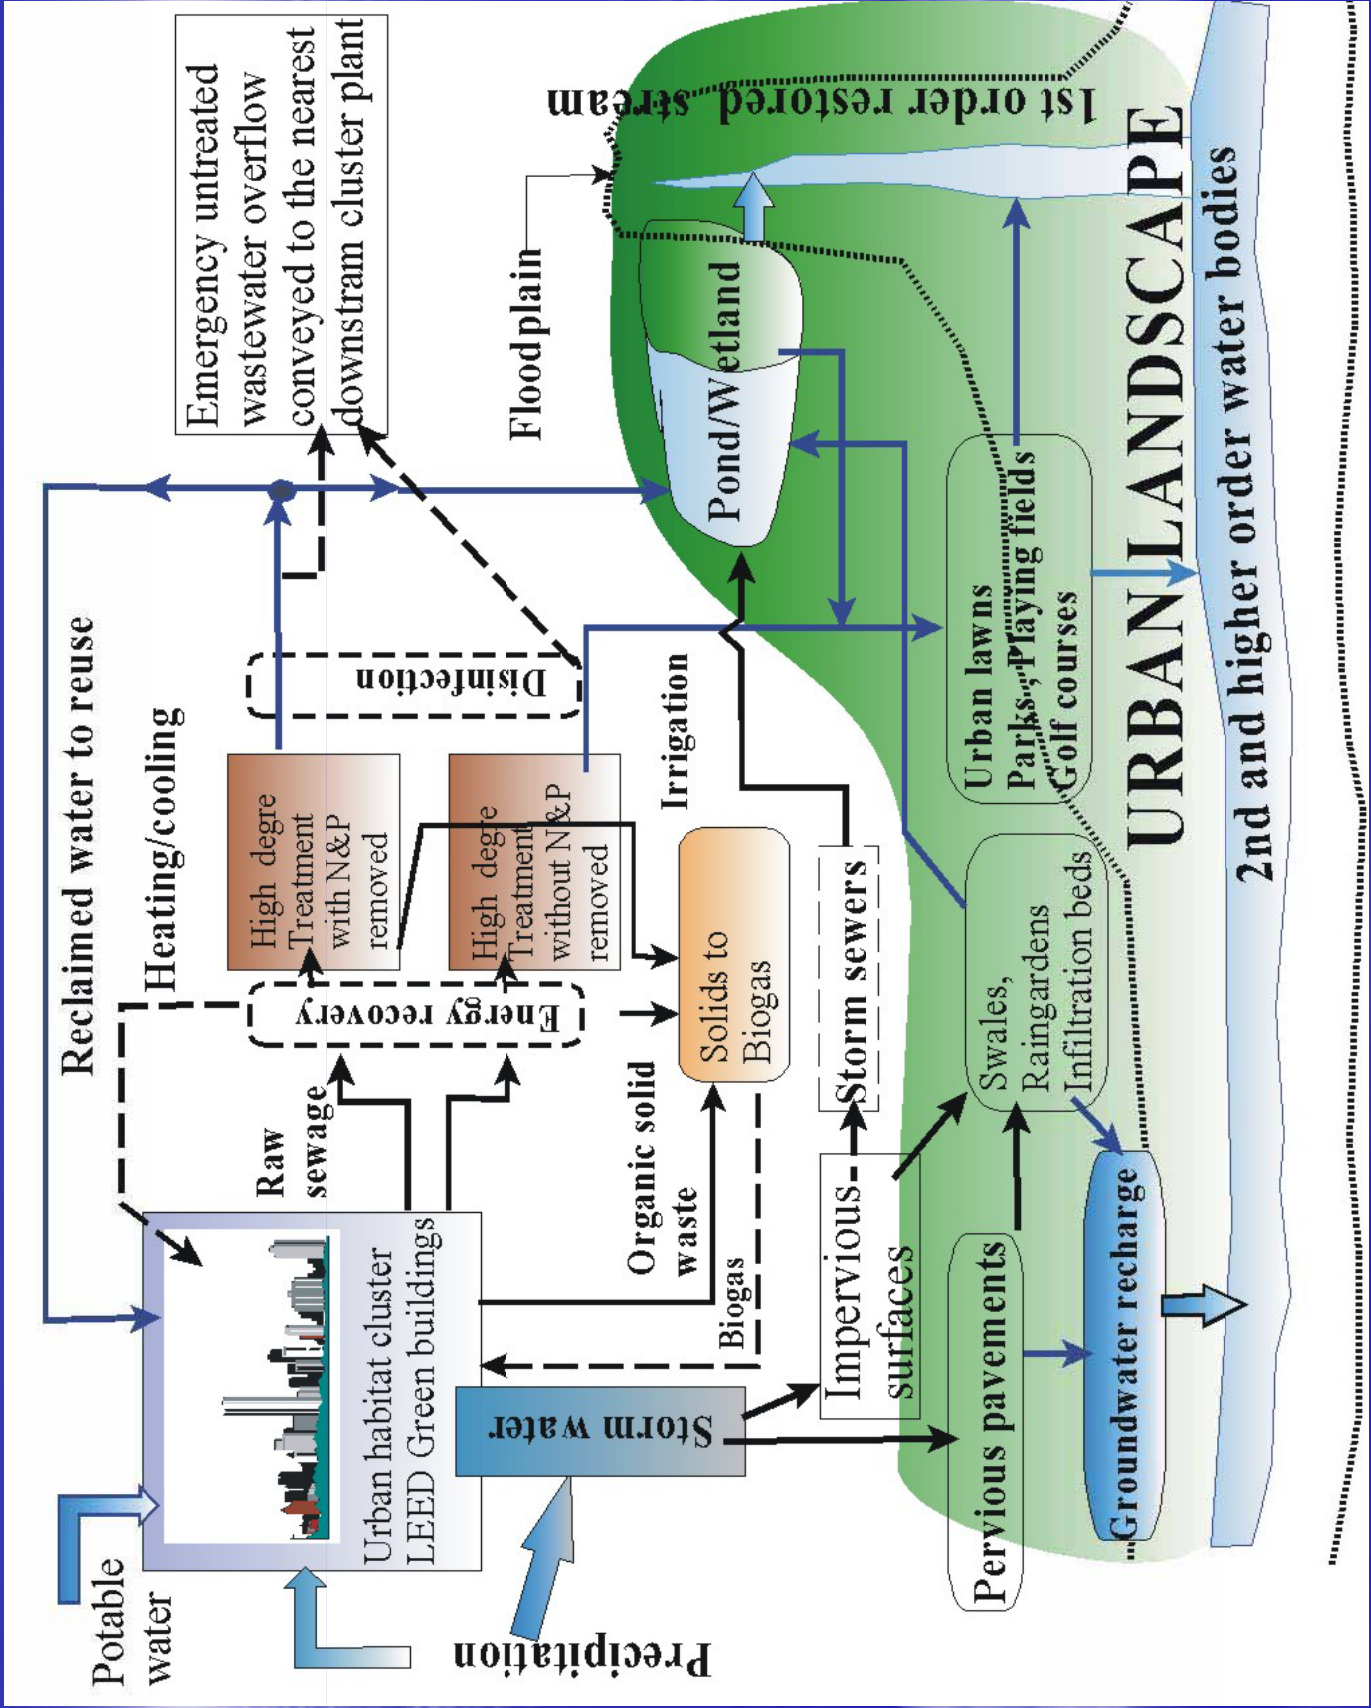 Potable
water
Reclaimed water to reuse
Heating/cooling
Emergency untreated
wastewater overflow
conveyed to the nearest
downstram cluster plant
Urban habitat cluster
LEED Green buildings
Raw
sewage
Energy recovery
High degre
Treatment
with N&P
removed
High degre
Treatment
without N&P
removed
Disinfection
Precipitation
Storm water
Organic solid
waste
Biogas
Solids to
Biogas
Irrigation
Floodplain
Impervious
surfaces
Storm sewers
Pond/Wetland
1st order restored stream
Pervious pavements
Swales,
Raingardens
Infiltration beds
Urban lawns
Parks,,Playing fields
Golf courses
Groundwater recharge
URBAN LANDSCAPE
2nd and higher order water bodies